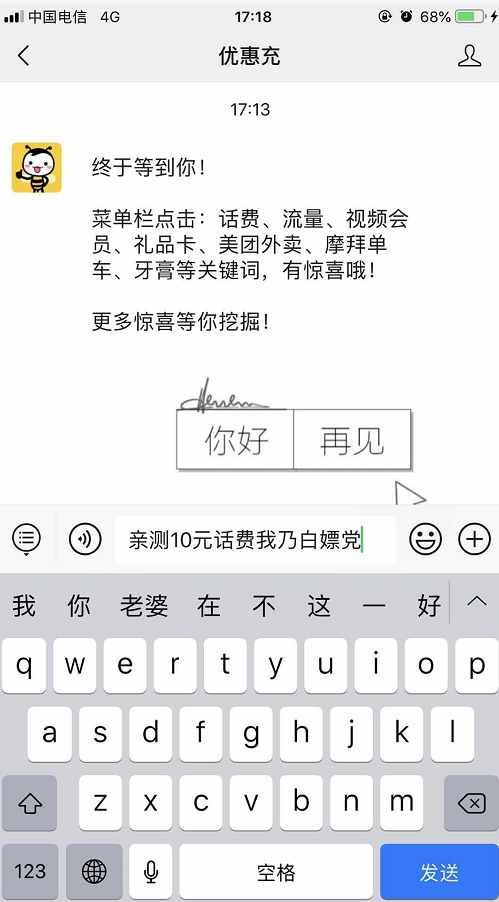 中国电信 4G 17:18 68%
优惠充
17:13
终于等到你！
菜单栏点击：话费、流量、视频会
员、礼品卡、美团外卖、摩拜单
车、牙膏等关键词，有惊喜哦！
更多惊喜等你挖掘！
你好 再见
亲测10元话费我乃白嫖党
我 你 老婆 在 不 这 一 好
q w e r t y u i o p
a s d f g h j k l
z x c v b n m
123 空格 发送